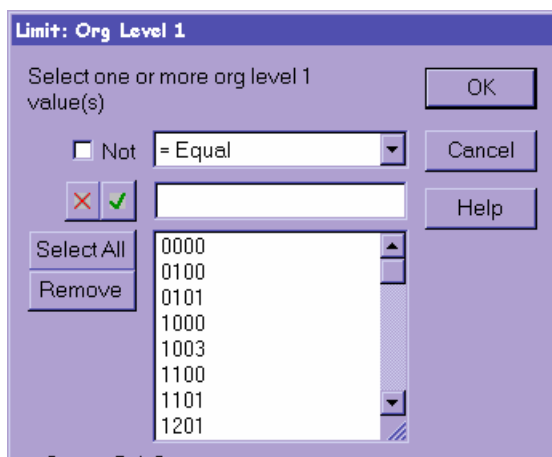 Limit: Org Level 1
Select one or more org level 1
value(s)
OK
Not
= Equal
Cancel
Help
Select All
Remove
0000
0100
0101
1000
1003
1100
1101
1201